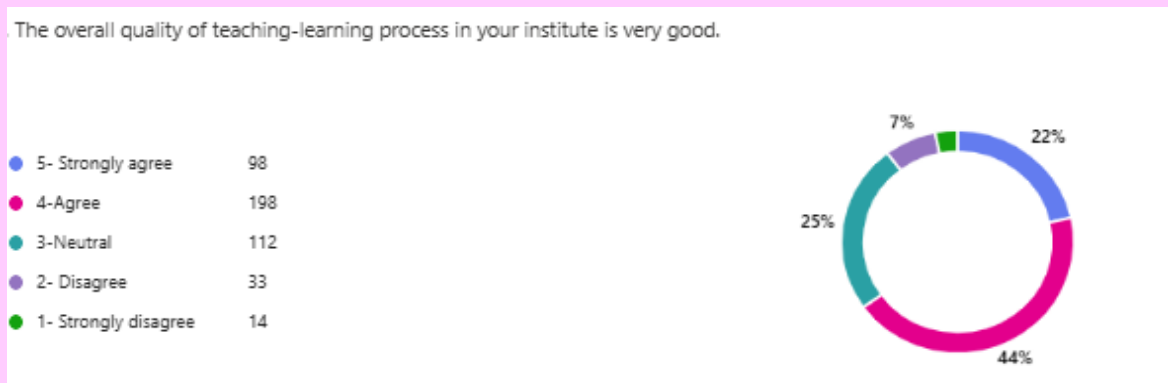 . The overall quality of teaching-learning process in your institute is very good.
5- Strongly agree 98
4-Agree 198
3-Neutral 112
2- Disagree 33
1- Strongly disagree 14
7%
22%
25%
44%